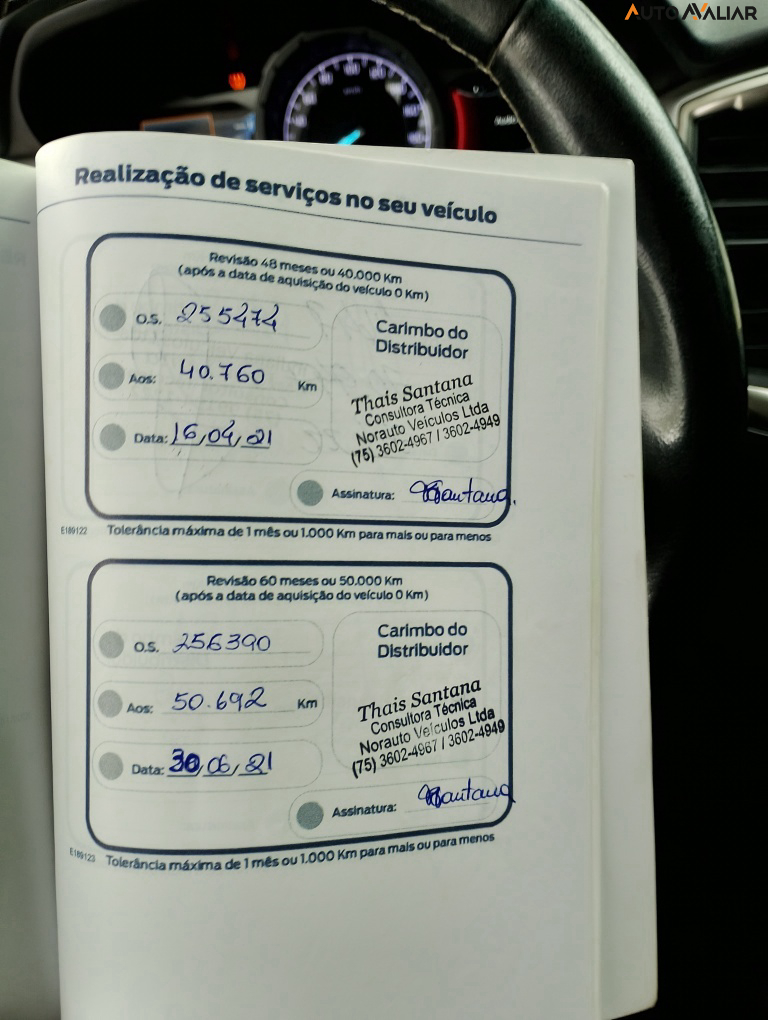 AUTOAVALIAR
Realização de serviços no seu veículo
Revisão 48 meses ou 40.000 Km
(após a data de aquisição do veículo 0 Km)
O.S. 255474
Carimbo do
Distribuidor
Aos: 40.760 Km
Thais Santana
Consultora Técnica
Norauto Veículos Ltda
(75) 3602-4967 / 3602-4949
Data: 16,04,21
Assinatura: Santana.
E189122 Tolerância máxima de 1 mês ou 1.000 Km para mais ou para menos
Revisão 60 meses ou 50.000 Km
(após a data de aquisição do veículo 0 Km)
O.S. 256390
Carimbo do
Distribuidor
Aos: 50.692 Km
Thais Santana
Consultora Técnica
Norauto Veículos Ltda
(75) 3602-4967 / 3602-4949
Data: 30,06,21
Assinatura: Santana
E189123 Tolerância máxima de 1 mês ou 1.000 Km para mais ou para menos